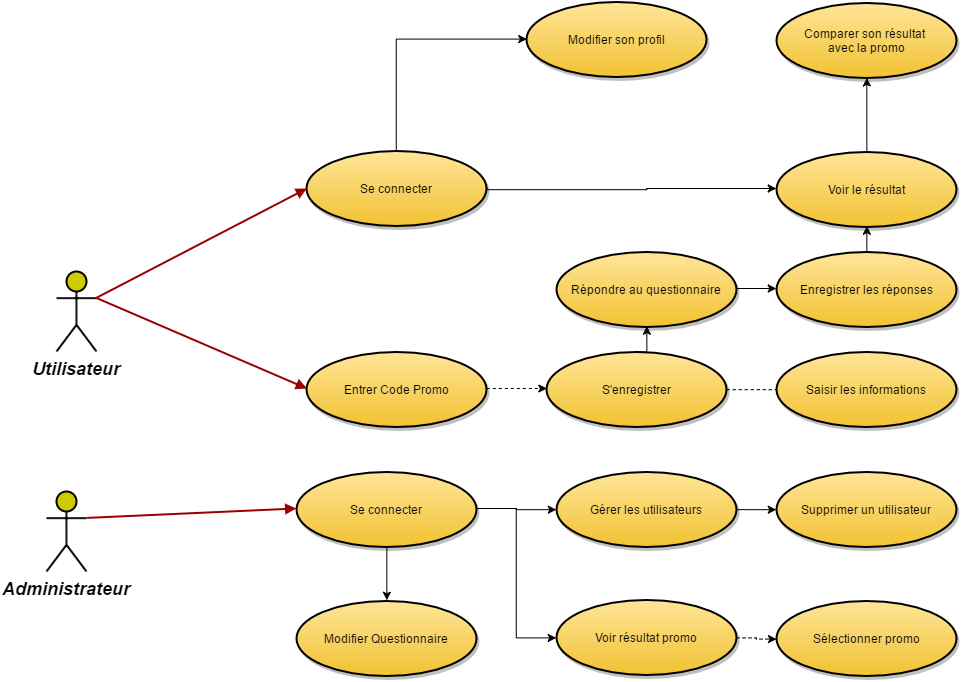 Modifier son profil
Comparer son résultat
avec la promo
Se connecter
Voir le résultat
Répondre au questionnaire
Enregistrer les réponses
Utilisateur
Entrer Code Promo
S'enregistrer
Saisir les informations
Se connecter
Gérer les utilisateurs
Supprimer un utilisateur
Administrateur
Modifier Questionnaire
Voir résultat promo
Sélectionner promo